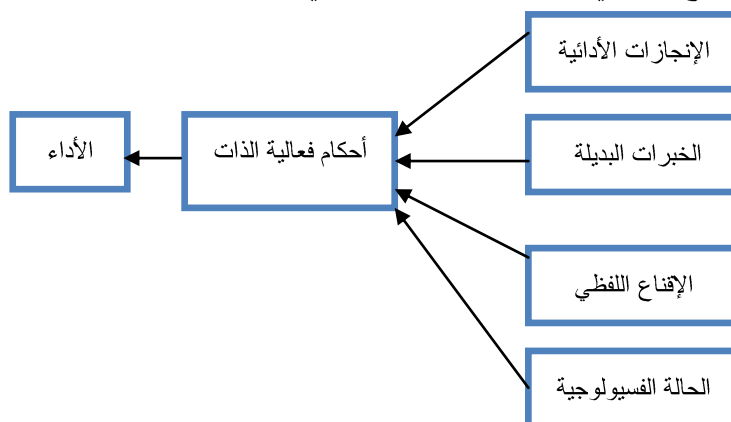 الإنجازات الأدائية
أحكام فعالية الذات
الأداء
الخبرات البديلة
الإقناع اللفظي
الحالة الفسيولوجية